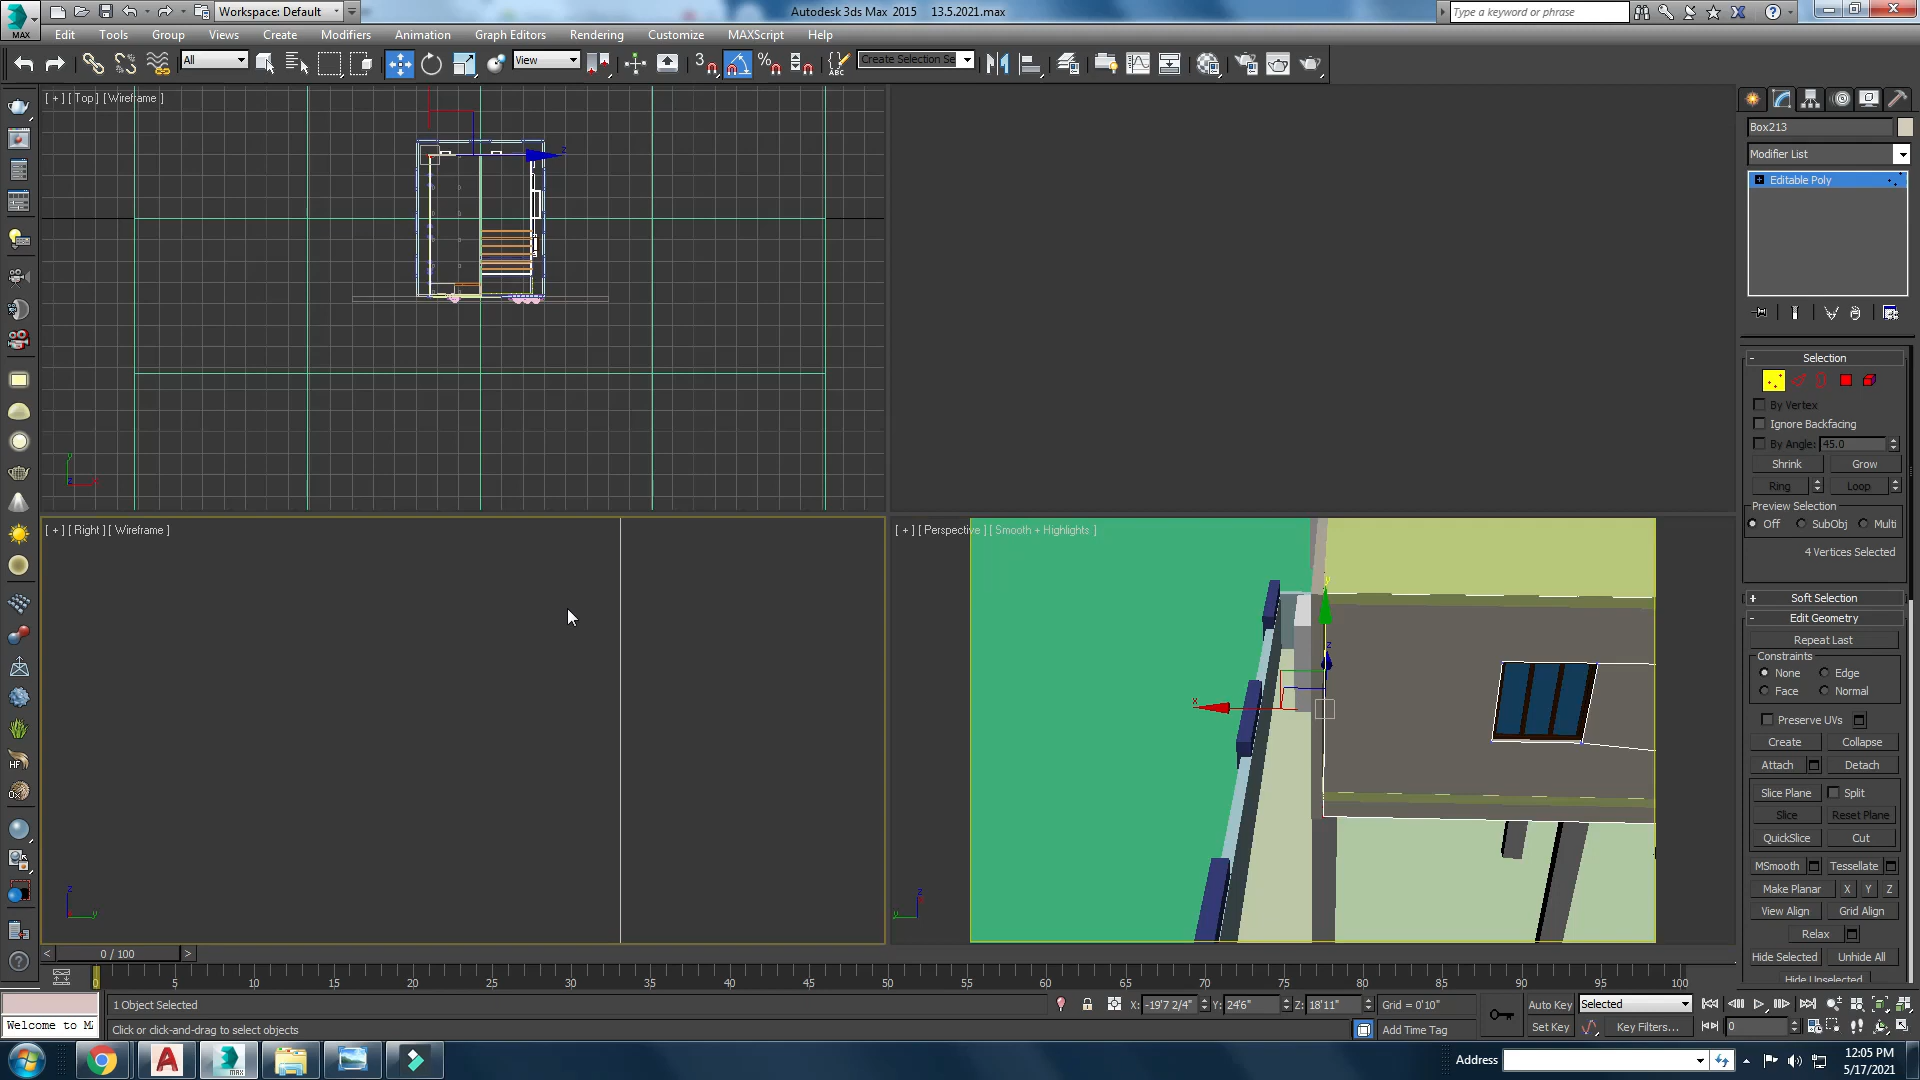 MAX
Workspace: Default
Autodesk 3ds Max 2015    13.5.2021.max
Type a keyword or phrase
Edit Tools Group Views Create Modifiers Animation Graph Editors Rendering Customize MAXScript Help
All View Create Selection Se
[ + ] [ Top ] [Wireframe ]
z
y
[ + ] [ Right ] [ Wireframe ]
z
y
[ + ] [ Perspective ] [ Smooth + Highlights ]
x
y
z
Box213
Modifier List
Editable Poly
- Selection
By Vertex
Ignore Backfacing
By Angle: 45.0
Shrink Grow
Ring Loop
Preview Selection
Off SubObj Multi
4 Vertices Selected
+ Soft Selection
- Edit Geometry
Repeat Last
Constraints
None Edge
Face Normal
Preserve UVs
Create Collapse
Attach Detach
Slice Plane Split
Slice Reset Plane
QuickSlice Cut
MSmooth Tessellate
Make Planar X Y Z
View Align Grid Align
Relax
Hide Selected Unhide All
Hide Unselected
HF
< 0 / 100 >
0 5 10 15 20 25 30 35 40 45 50 55 60 65 70 75 80 85 90 95 100
1 Object Selected
X: -19'7 2/4" Y: 24'6" Z: 18'11" Grid = 0'10"
Auto Key Selected
Welcome to M
Click or click-and-drag to select objects
Add Time Tag
Set Key Key Filters... 0
Address
12:05 PM
5/17/2021